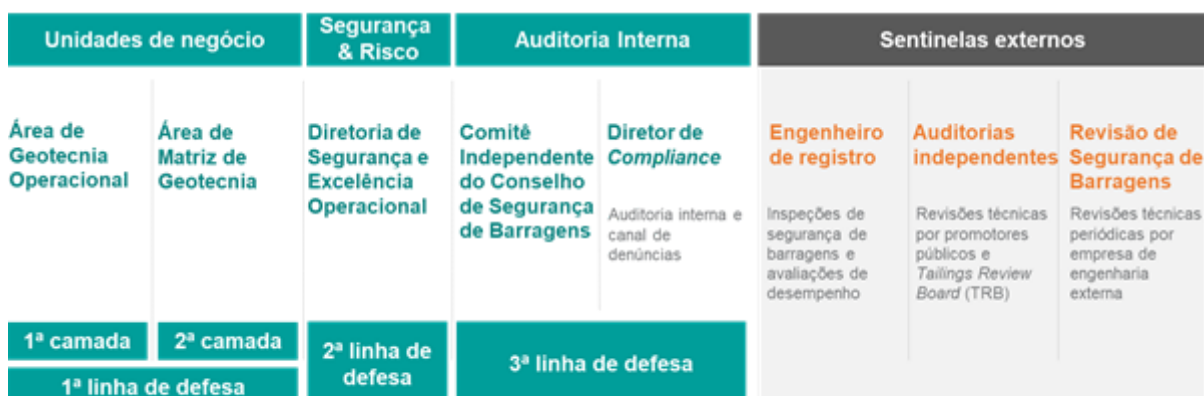 Unidades de negócio
Segurança
& Risco
Auditoria Interna
Sentinelas externos
Área de
Geotecnia
Operacional
Área de
Matriz de
Geotecnia
Diretoria de
Segurança e
Excelência
Operacional
Comitê
Independente
do Conselho
de Segurança
de Barragens
Diretor de
Compliance
Auditoria interna e
canal de
denúncias
Engenheiro
de registro
Inspeções de
segurança de
barragens e
avaliações de
desempenho
Auditorias
independentes
Revisões técnicas
por promotores
públicos e
Tailings Review
Board (TRB)
Revisão de
Segurança de
Barragens
Revisões técnicas
periódicas por
empresa de
engenharia
externa
1ª camada
2ª camada
1ª linha de defesa
2ª linha de
defesa
3ª linha de defesa